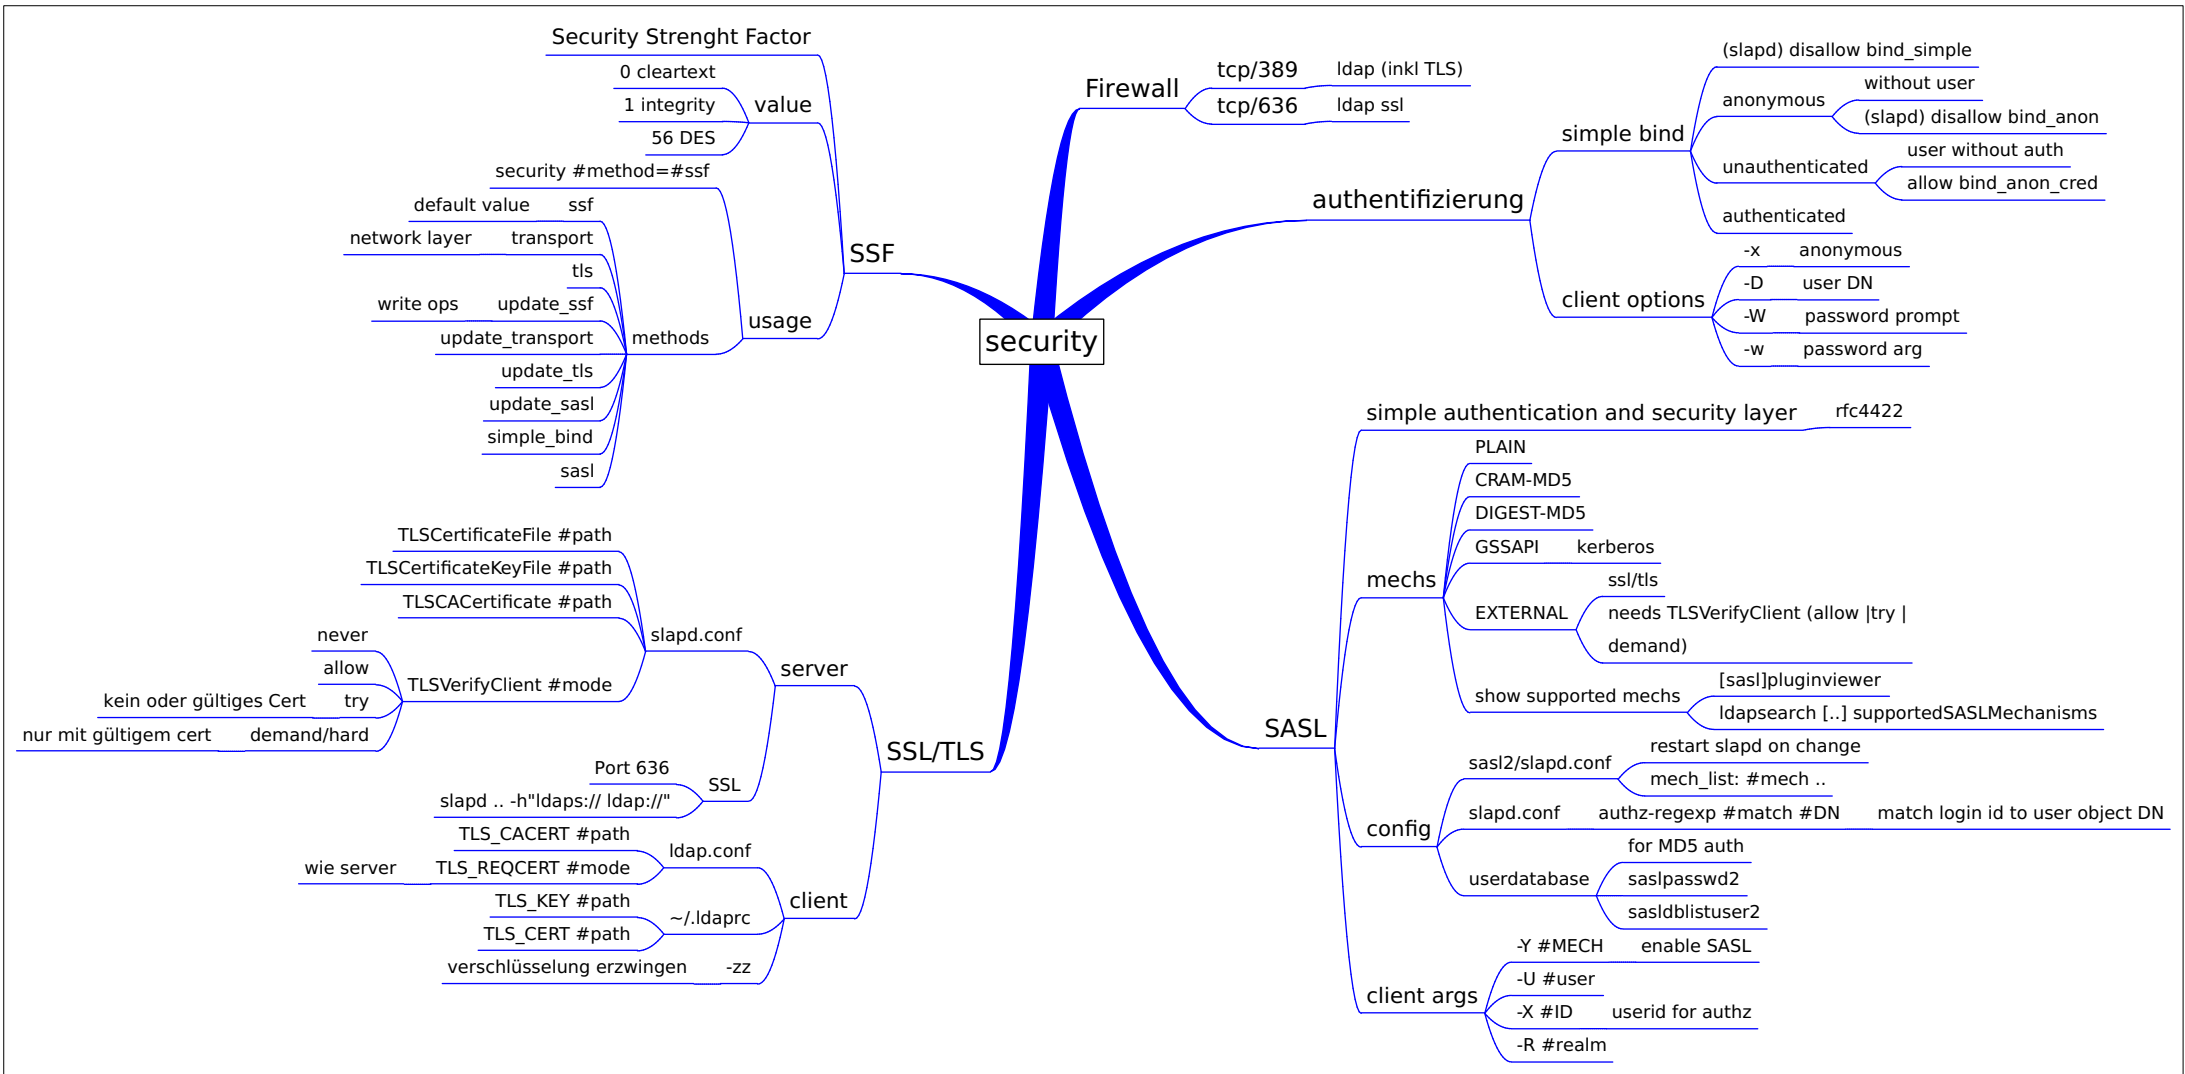 security
Security Strenght Factor
0 cleartext
1 integrity
56 DES
value
security #method=#ssf
default value
ssf
network layer
transport
tls
write ops
update_ssf
update_transport
update_tls
update_sasl
simple_bind
sasl
methods
usage
SSF
Firewall
tcp/389
ldap (inkl TLS)
tcp/636
ldap ssl
authentifizierung
simple bind
(slapd) disallow bind_simple
anonymous
without user
(slapd) disallow bind_anon
unauthenticated
user without auth
allow bind_anon_cred
authenticated
client options
-x
anonymous
-D
user DN
-W
password prompt
-w
password arg
TLSCertificateFile #path
TLSCertificateKeyFile #path
TLSCACertificate #path
never
allow
kein oder gültiges Cert
try
nur mit gültigem cert
demand/hard
TLSVerifyClient #mode
slapd.conf
server
Port 636
slapd .. -h"ldaps:// ldap://"
SSL
SSL/TLS
TLS_CACERT #path
wie server
TLS_REQCERT #mode
ldap.conf
TLS_KEY #path
TLS_CERT #path
~/.ldaprc
verschlüsselung erzwingen
-zz
client
SASL
simple authentication and security layer
rfc4422
mechs
PLAIN
CRAM-MD5
DIGEST-MD5
GSSAPI
kerberos
EXTERNAL
ssl/tls
needs TLSVerifyClient (allow |try |
demand)
show supported mechs
[sasl]pluginviewer
ldapsearch [..] supportedSASLMechanisms
config
sasl2/slapd.conf
restart slapd on change
mech_list: #mech ..
slapd.conf
authz-regexp #match #DN
match login id to user object DN
userdatabase
for MD5 auth
saslpasswd2
sasldblistuser2
client args
-Y #MECH
enable SASL
-U #user
-X #ID
userid for authz
-R #realm